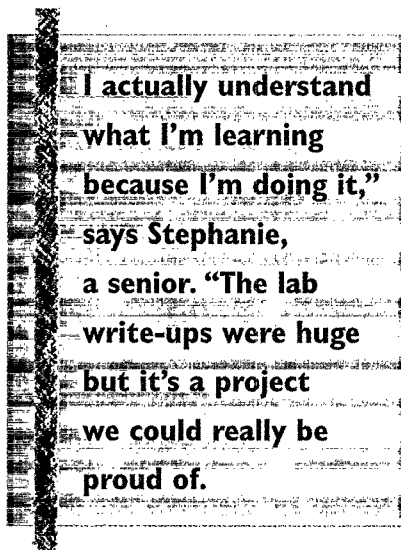 I actually understand
what I'm learning
because I'm doing it,”
says Stephanie,
a senior. “The lab
write-ups were huge
but it's a project
we could really be
proud of.